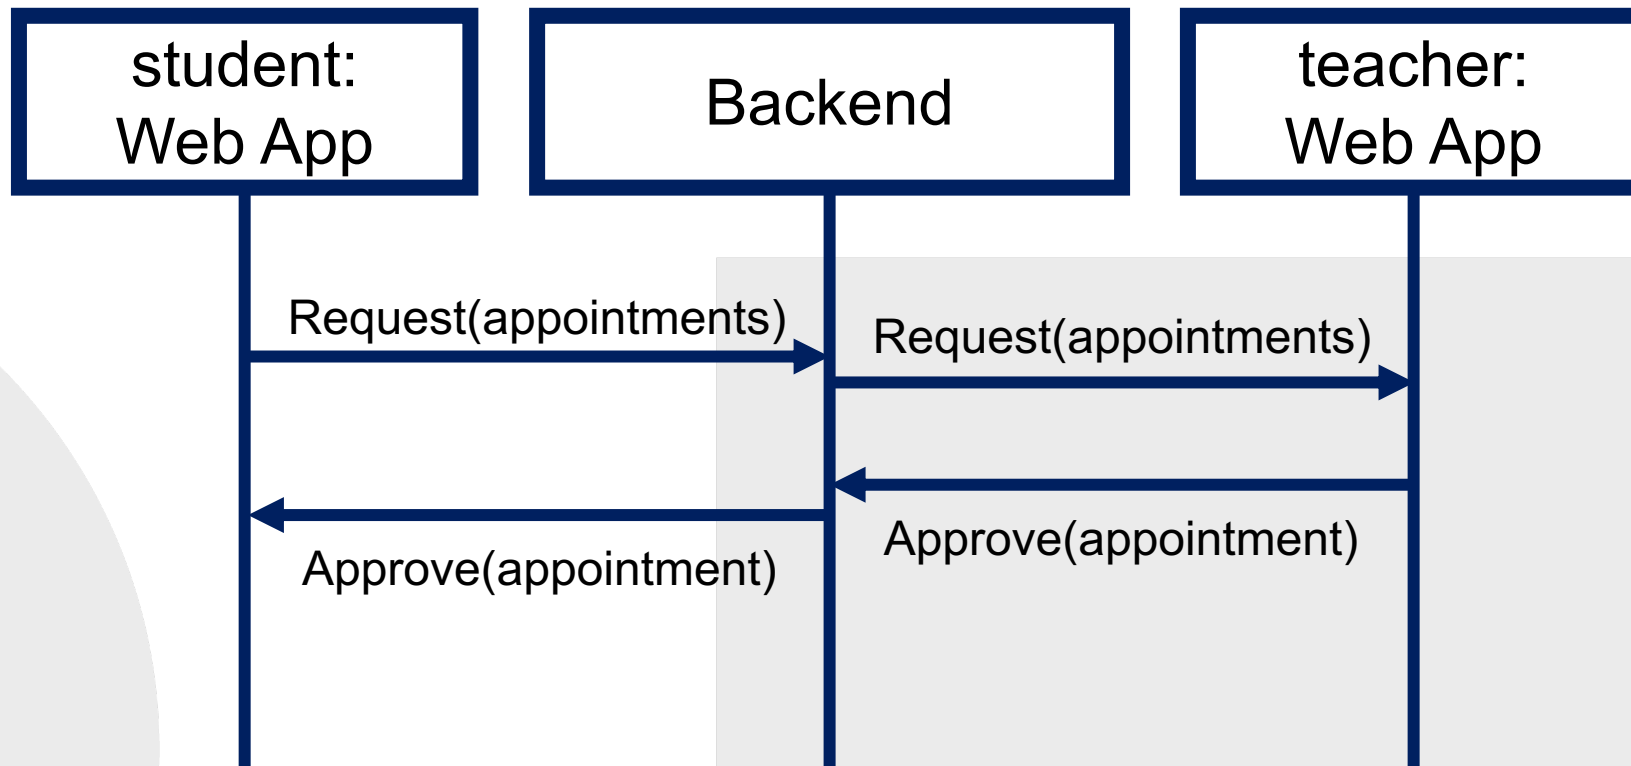 student:
Web App
Backend
teacher:
Web App
Request(appointments)
Request(appointments)
Approve(appointment)
Approve(appointment)